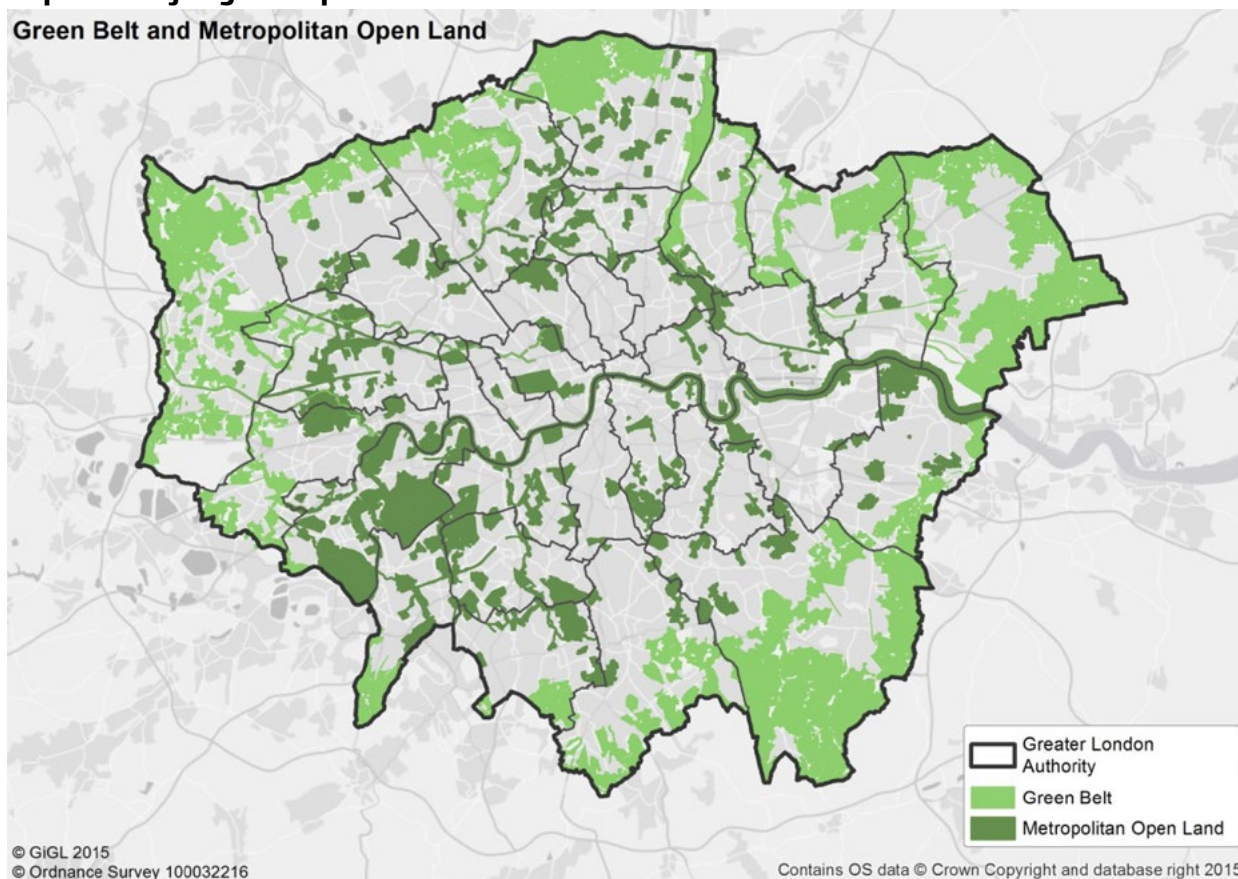 Green Belt and Metropolitan Open Land
Greater London
Authority
Green Belt
Metropolitan Open Land
© GiGL 2015
© Ordnance Survey 100032216
Contains OS data © Crown Copyright and database right 2015